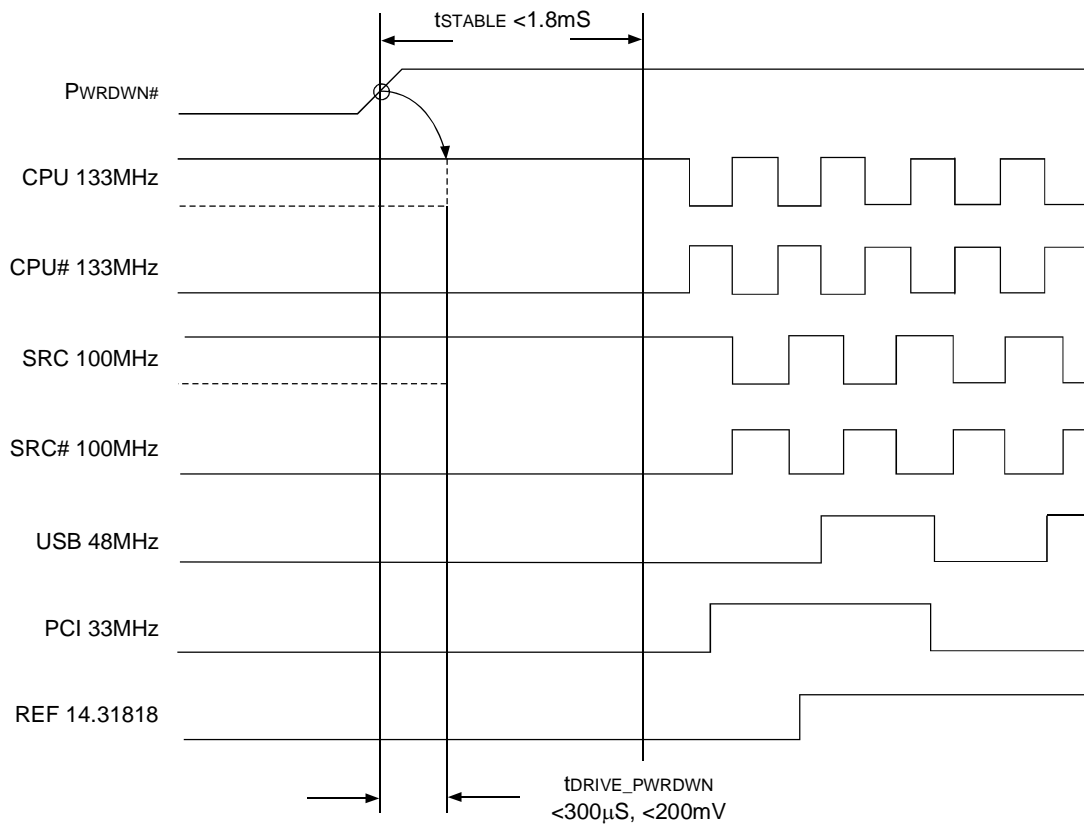 tSTABLE <1.8mS
PWRDWN#
CPU 133MHz
CPU# 133MHz
SRC 100MHz
SRC# 100MHz
USB 48MHz
PCI 33MHz
REF 14.31818
tDRIVE_PWRDWN
<300μS, <200mV